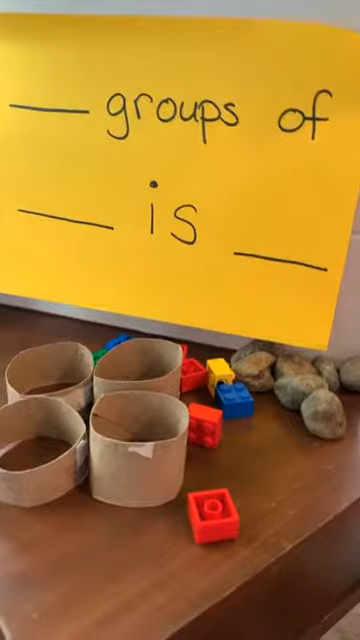 ___ groups of
___ is ___